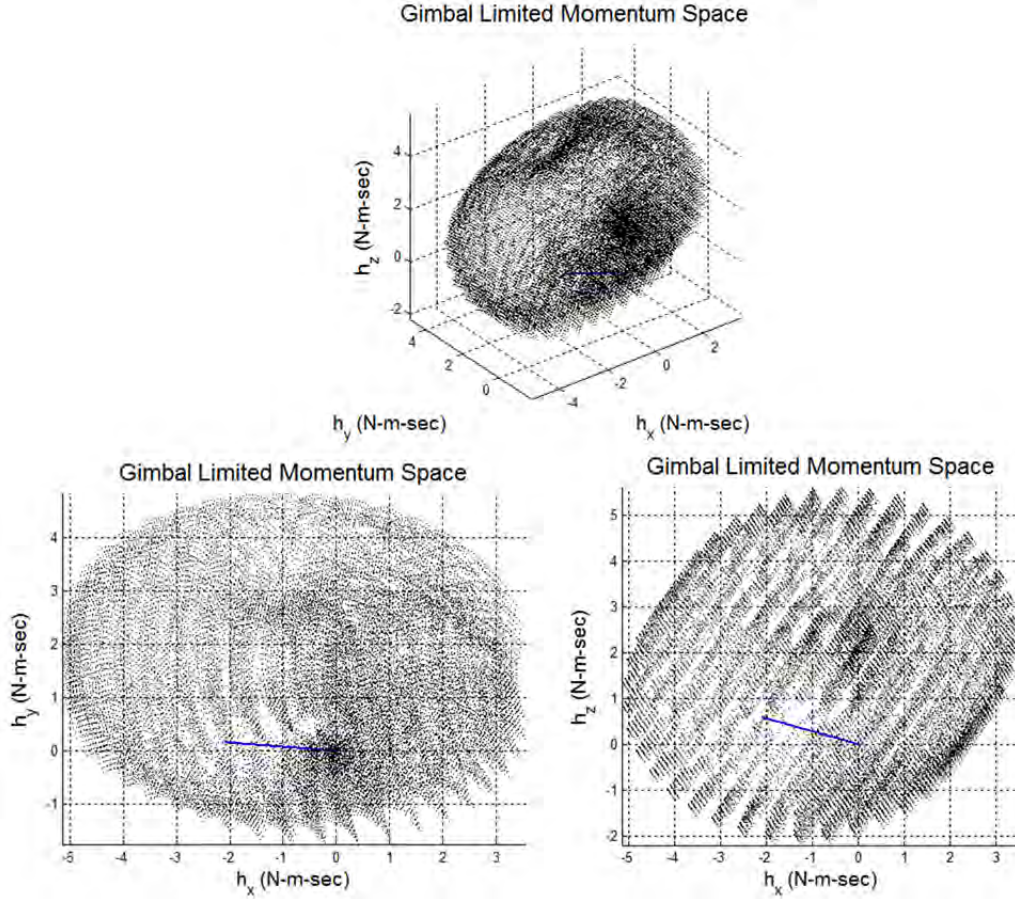 Gimbal Limited Momentum Space
4
2
0
-2
h_z (N-m-sec)
4
2
0
-4
-2
0
2
h_y (N-m-sec)
h_x (N-m-sec)
Gimbal Limited Momentum Space
4
3
2
1
0
-1
h_y (N-m-sec)
-5 -4 -3 -2 -1 0 1 2 3
h_x (N-m-sec)
Gimbal Limited Momentum Space
5
4
3
2
1
0
-1
-2
h_z (N-m-sec)
-5 -4 -3 -2 -1 0 1 2 3
h_x (N-m-sec)